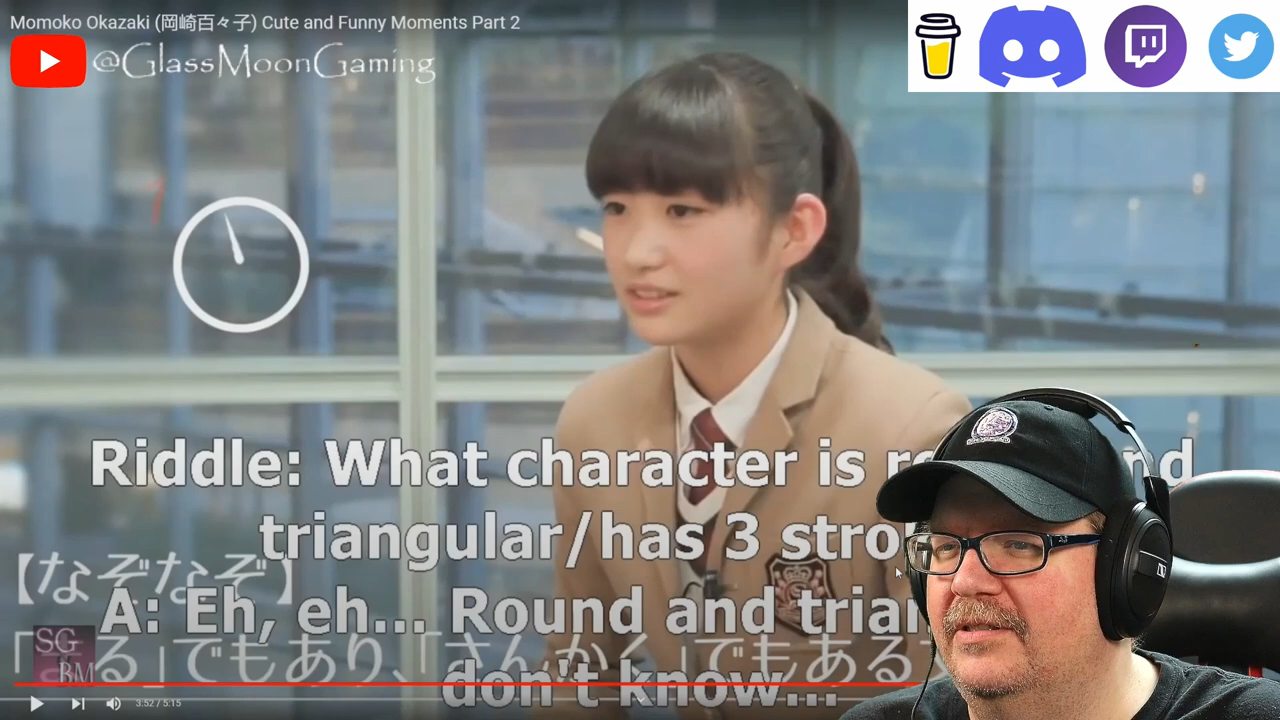 Momoko Okazaki (岡崎百々子) Cute and Funny Moments Part 2
@GlassMoonGaming
Riddle: What character is nd
triangular/has 3
【なぞなぞ】
A: Eh, eh... Round and
る」でもあり、「さんかく」でもある
SG
BM
don't know...
3:52 / 5:15